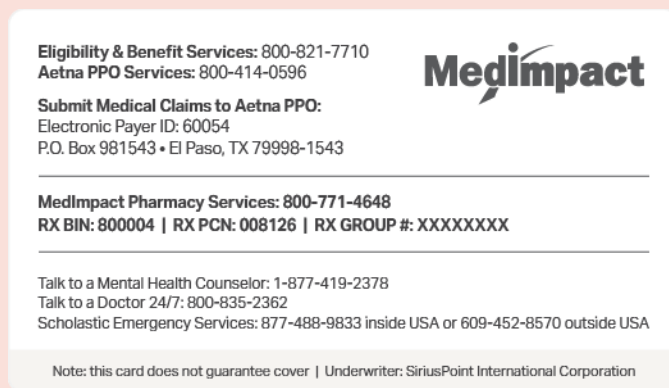 Eligibility & Benefit Services: 800-821-7710
Aetna PPO Services: 800-414-0596
MedImpact
Submit Medical Claims to Aetna PPO:
Electronic Payer ID: 60054
P.O. Box 981543 • El Paso, TX 79998-1543
MedImpact Pharmacy Services: 800-771-4648
RX BIN: 800004 | RX PCN: 008126 | RX GROUP #: XXXXXXXX
Talk to a Mental Health Counselor: 1-877-419-2378
Talk to a Doctor 24/7: 800-835-2362
Scholastic Emergency Services: 877-488-9833 inside USA or 609-452-8570 outside USA
Note: this card does not guarantee cover | Underwriter: SiriusPoint International Corporation